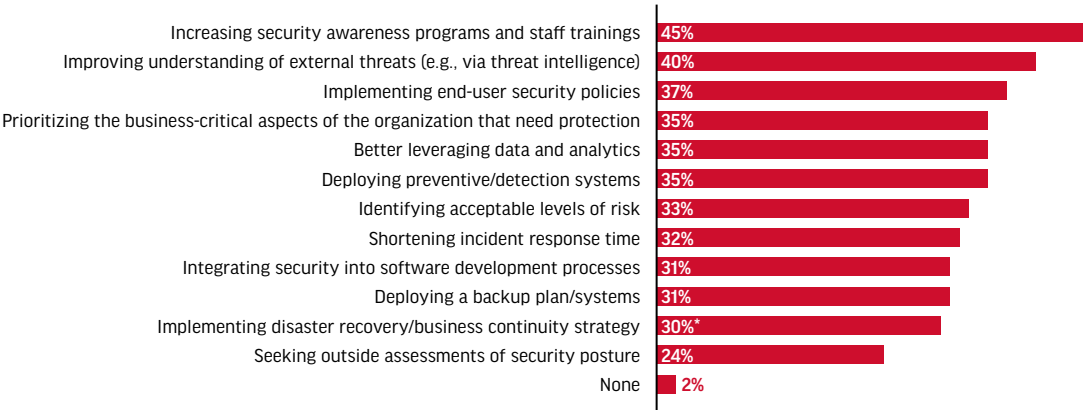 Increasing security awareness programs and staff trainings 45%
Improving understanding of external threats (e.g., via threat intelligence) 40%
Implementing end-user security policies 37%
Prioritizing the business-critical aspects of the organization that need protection 35%
Better leveraging data and analytics 35%
Deploying preventive/detection systems 35%
Identifying acceptable levels of risk 33%
Shortening incident response time 32%
Integrating security into software development processes 31%
Deploying a backup plan/systems 31%
Implementing disaster recovery/business continuity strategy 30%*
Seeking outside assessments of security posture 24%
None 2%